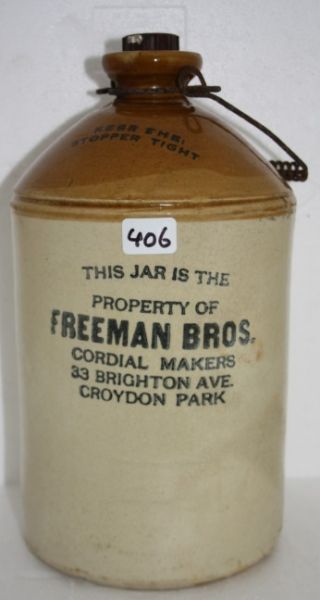 KEEP THE
STOPPER TIGHT
406
THIS JAR IS THE
PROPERTY OF
FREEMAN BROS.
CORDIAL MAKERS
33 BRIGHTON AVE.
CROYDON PARK